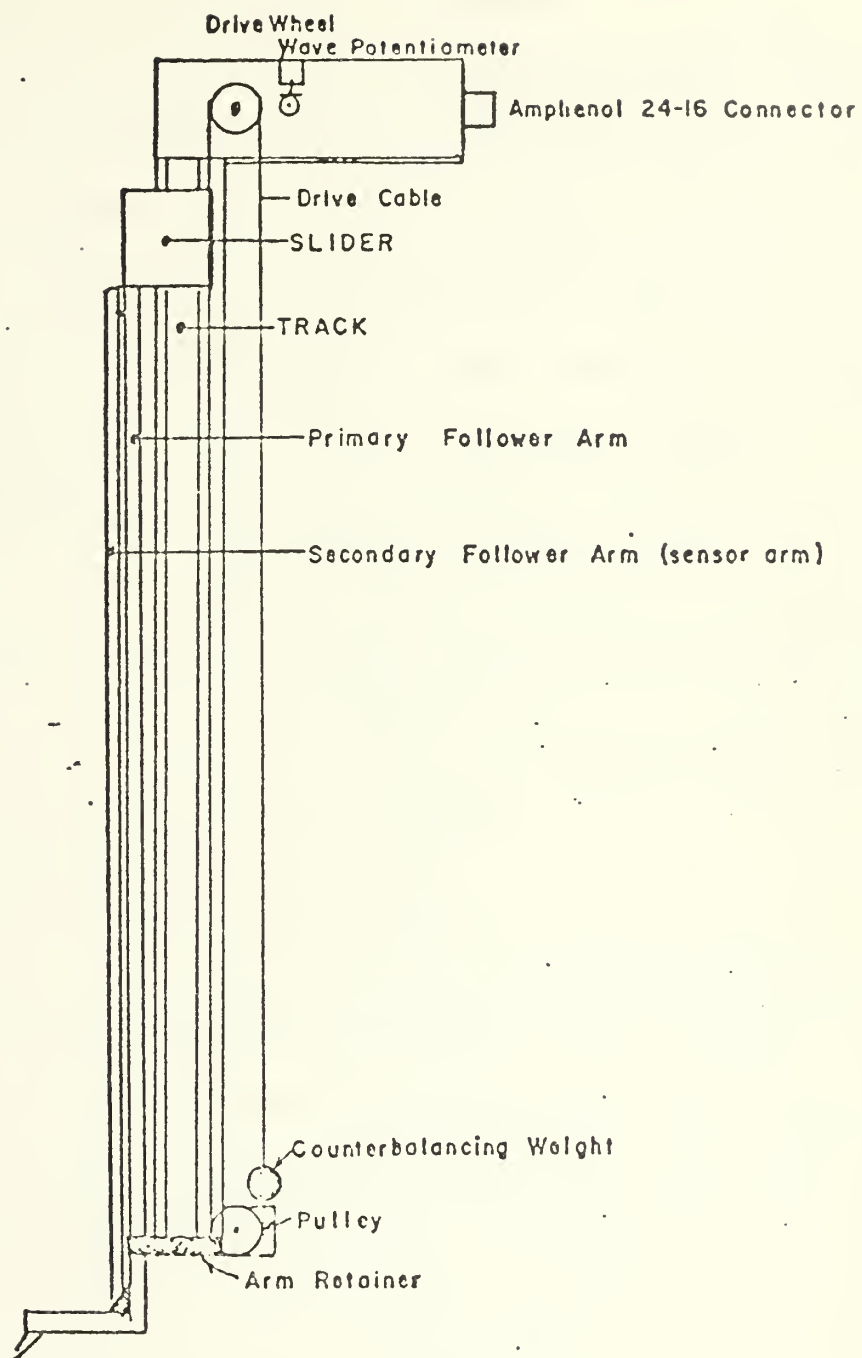 Drive Wheel
Wave Potentiometer
Amphenol 24-16 Connector
Drive Cable
SLIDER
TRACK
Primary Follower Arm
Secondary Follower Arm (sensor arm)
Counterbalancing Weight
Pulley
Arm Retainer